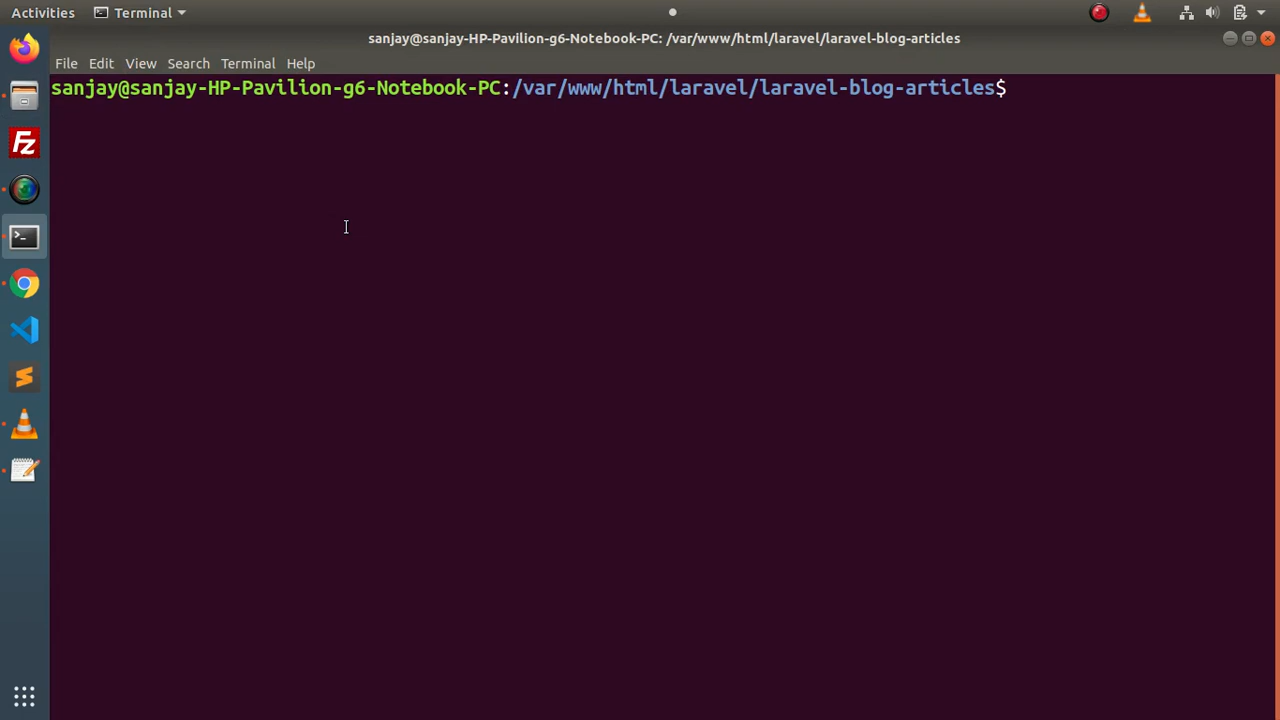 Activities Terminal
sanjay@sanjay-HP-Pavilion-g6-Notebook-PC: /var/www/html/laravel/laravel-blog-articles
File Edit View Search Terminal Help
sanjay@sanjay-HP-Pavilion-g6-Notebook-PC:/var/www/html/laravel/laravel-blog-articles$
Fz
>_